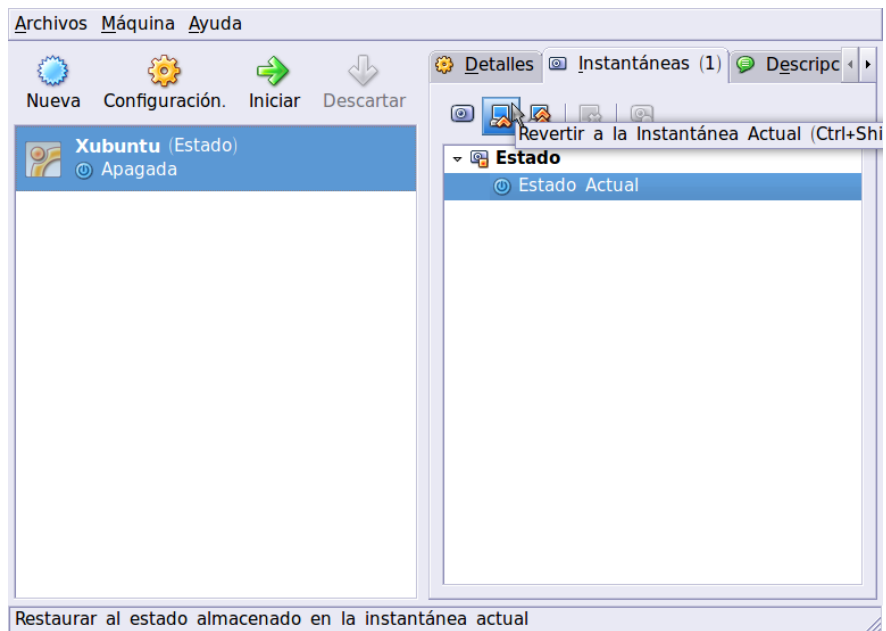 Archivos Máquina Ayuda
Nueva Configuración. Iniciar Descartar
Xubuntu (Estado)
Apagada
Detalles Instantáneas (1) Descripc
Revertir a la Instantánea Actual (Ctrl+Shi
Estado
Estado Actual
Restaurar al estado almacenado en la instantánea actual